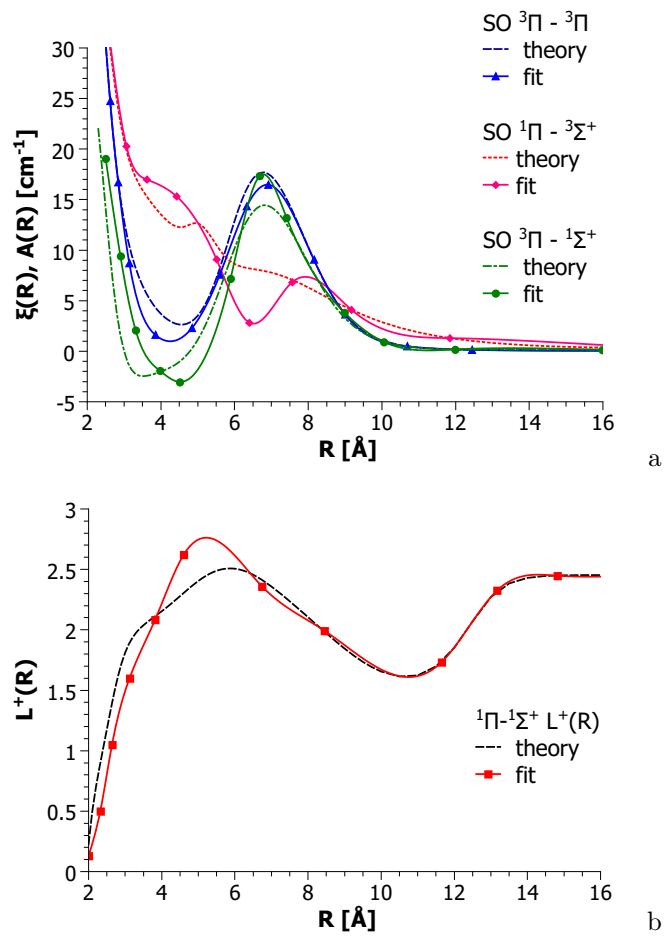 SO ³Π - ³Π
theory
fit
SO ¹Π - ³Σ⁺
theory
fit
SO ³Π - ¹Σ⁺
theory
fit
ξ(R), A(R) [cm⁻¹]
30
25
20
15
10
5
0
-5
2 4 6 8 10 12 14 16
R [Å]
a
L⁺(R)
3
2.5
2
1.5
1
0.5
0
¹Π-¹Σ⁺ L⁺(R)
theory
fit
2 4 6 8 10 12 14 16
R [Å]
b